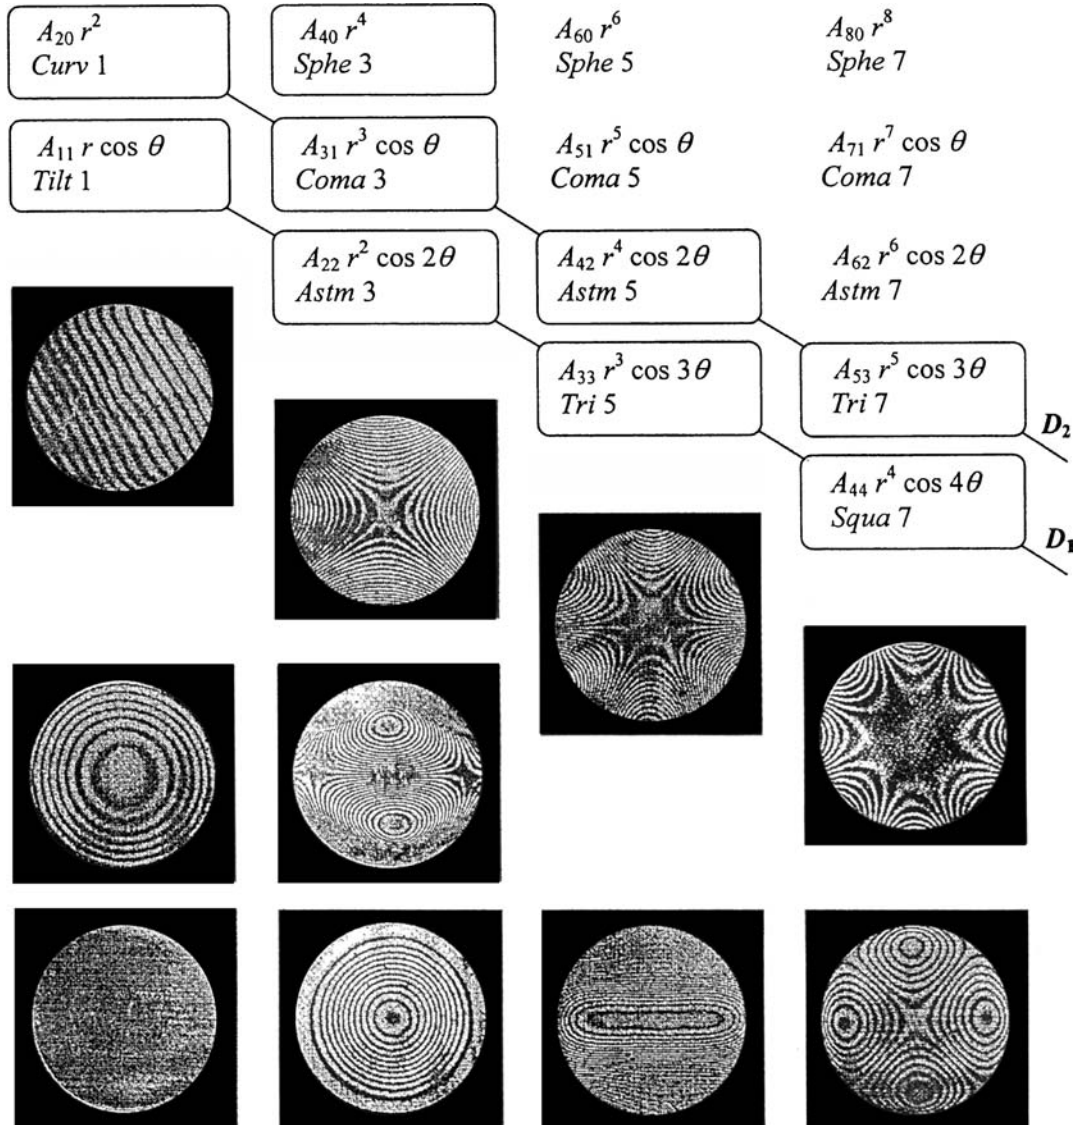 A₂₀ r² A₄₀ r⁴ A₆₀ r⁶ A₈₀ r⁸
Curv 1 Sphe 3 Sphe 5 Sphe 7
A₁₁ r cos θ A₃₁ r³ cos θ A₅₁ r⁵ cos θ A₇₁ r⁷ cos θ
Tilt 1 Coma 3 Coma 5 Coma 7
A₂₂ r² cos 2θ A₄₂ r⁴ cos 2θ A₆₂ r⁶ cos 2θ
Astm 3 Astm 5 Astm 7
A₃₃ r³ cos 3θ A₅₃ r⁵ cos 3θ
Tri 5 Tri 7
D₂
A₄₄ r⁴ cos 4θ
Squa 7
D₁